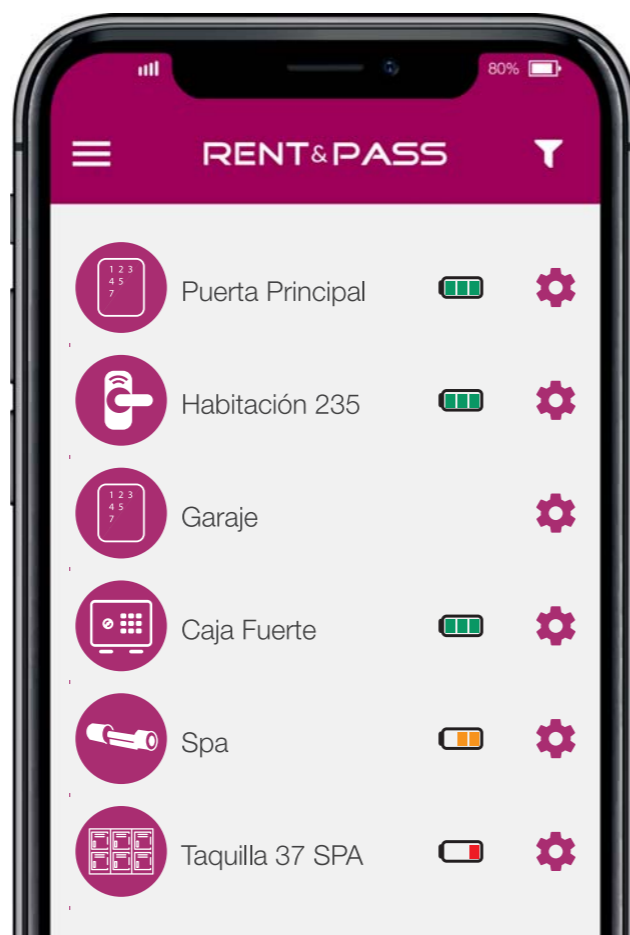 80%
RENT&PASS
1 2 3
4 5
7
Puerta Principal
Habitación 235
1 2 3
4 5
7
Garaje
Caja Fuerte
Spa
Taquilla 37 SPA